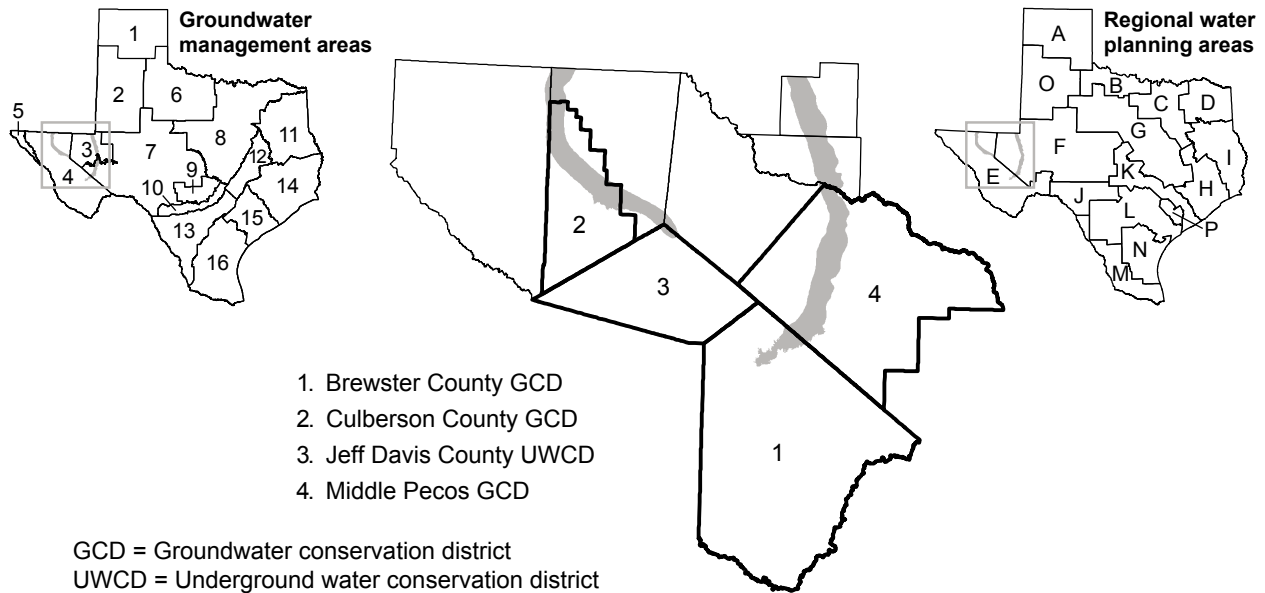 Groundwater
management areas
1
2
6
5
3
4
7
8
9
10
11
12
13
14
15
16
2
3
4
1
1. Brewster County GCD
2. Culberson County GCD
3. Jeff Davis County UWCD
4. Middle Pecos GCD
GCD = Groundwater conservation district
UWCD = Underground water conservation district
Regional water
planning areas
A
O
B
C
D
G
F
E
I
K
H
J
L
P
N
M